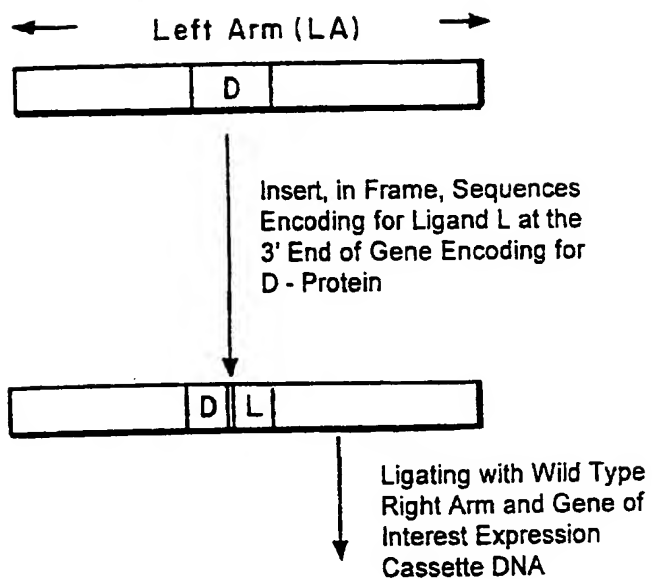 Left Arm (LA)
D
Insert, in Frame, Sequences
Encoding for Ligand L at the
3' End of Gene Encoding for
D - Protein
D L
Ligating with Wild Type
Right Arm and Gene of
Interest Expression
Cassette DNA